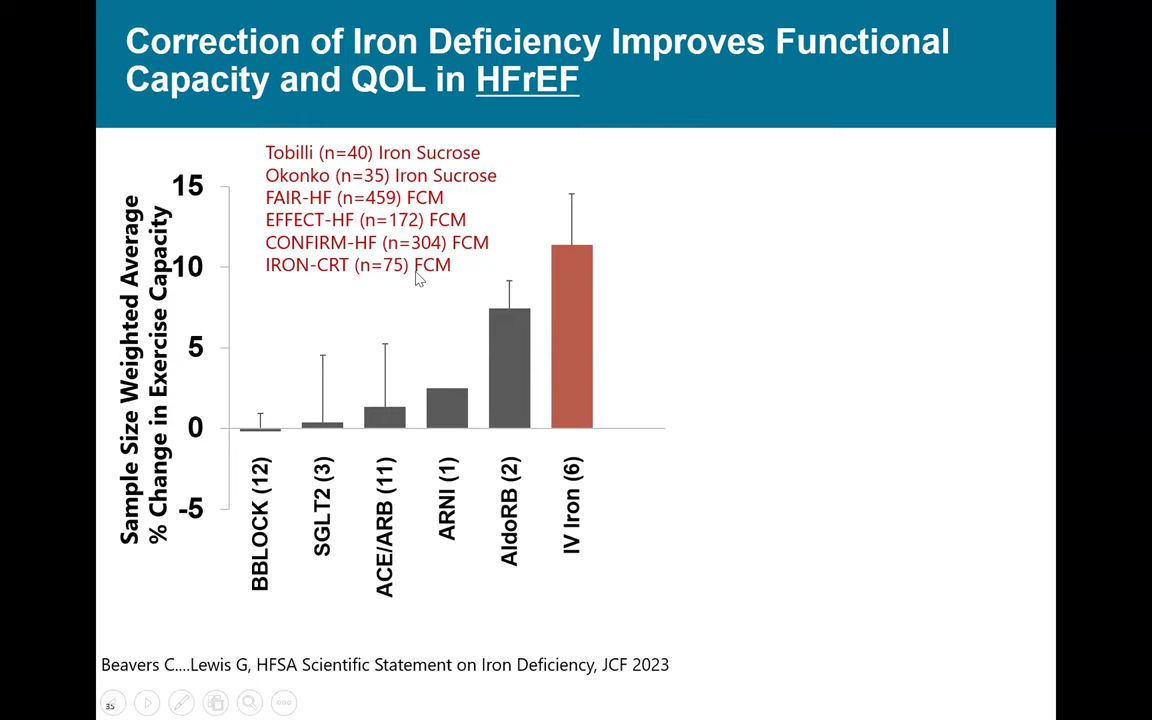 Correction of Iron Deficiency Improves Functional
Capacity and QOL in HFrEF
Tobilli (n=40) Iron Sucrose
Okonko (n=35) Iron Sucrose
FAIR-HF (n=459) FCM
EFFECT-HF (n=172) FCM
CONFIRM-HF (n=304) FCM
IRON-CRT (n=75) FCM
Sample Size Weighted Average
% Change in Exercise Capacity
15
10
5
0
-5
BBLOCK (12)
SGLT2 (3)
ACE/ARB (11)
ARNI (1)
AldoRB (2)
IV Iron (6)
Beavers C....Lewis G, HFSA Scientific Statement on Iron Deficiency, JCF 2023
35